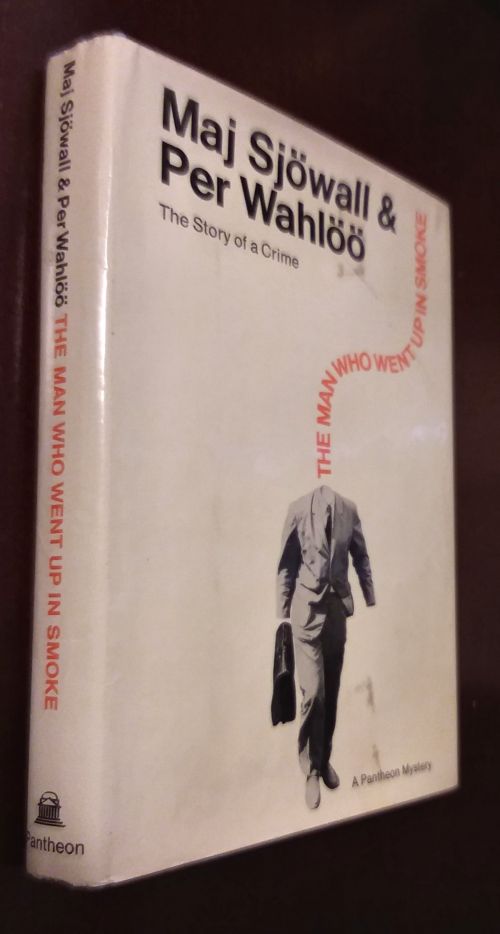 Maj Sjöwall & Per Wahlöö THE MAN WHO WENT UP IN SMOKE
Pantheon
Maj Sjöwall &
Per Wahlöö
The Story of a Crime
THE MAN WHO WENT UP IN SMOKE
A Pantheon Mystery